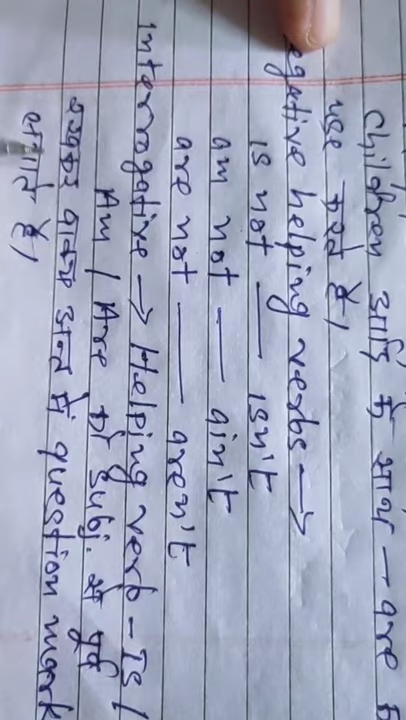 children आदि के साथ - are
use करते है।
egative helping verbs →
is not — isn't
am not — ain't
are not — aren't
interrogative → Helping verb - Is /
Am / Are को subj. से पूर्व
रखकर वाक्य अन्त में question mark
लगाते है।